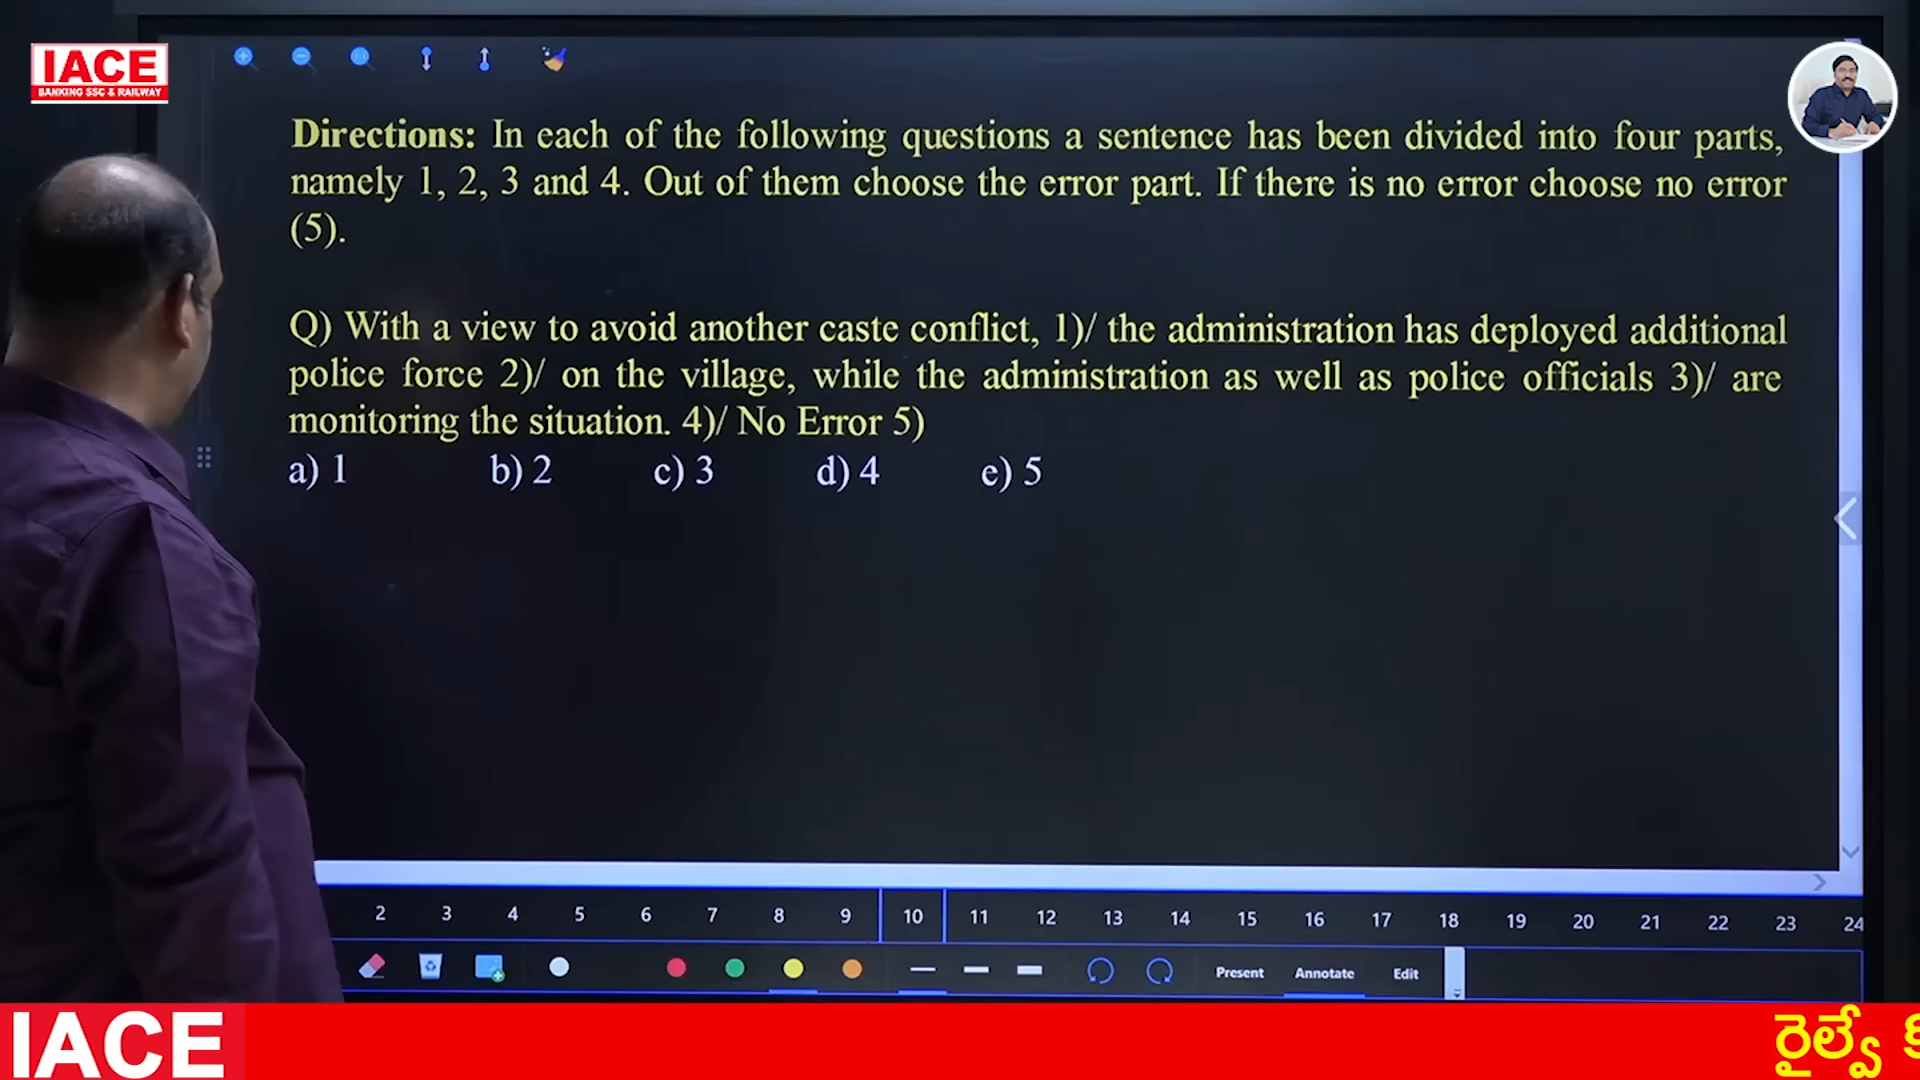 IACE
BANKING SSC & RAILWAY
Directions: In each of the following questions a sentence has been divided into four parts,
namely 1, 2, 3 and 4. Out of them choose the error part. If there is no error choose no error
(5).
Q) With a view to avoid another caste conflict, 1)/ the administration has deployed additional
police force 2)/ on the village, while the administration as well as police officials 3)/ are
monitoring the situation. 4)/ No Error 5)
a) 1 b) 2 c) 3 d) 4 e) 5
2 3 4 5 6 7 8 9 10 11 12 13 14 15 16 17 18 19 20 21 22 23 24
Present Annotate Edit
IACE
రైల్వే